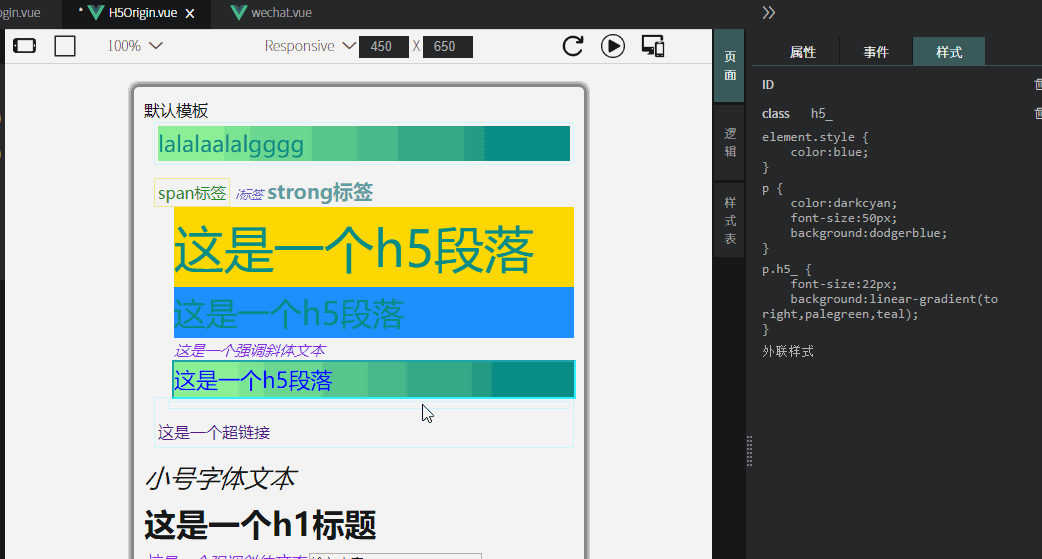 ogin.vue
H5Origin.vue
wechat.vue
100%
Responsive
450 X 650
页面
逻辑
样式表
默认模板
lalalaalalgggg
span标签 i标签 strong标签
这是一个h5段落
这是一个h5段落
这是一个强调斜体文本
这是一个h5段落
这是一个超链接
小号字体文本
这是一个h1标题
属性 事件 样式
ID
class h5_
element.style {
color:blue;
}
p {
color:darkcyan;
font-size:50px;
background:dodgerblue;
}
p.h5_ {
font-size:22px;
background:linear-gradient(to
right,palegreen,teal);
}
外联样式